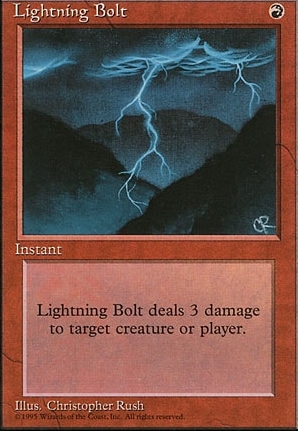 Lightning Bolt
CR
Instant
Lightning Bolt deals 3 damage
to target creature or player.
Illus. Christopher Rush
©1995 Wizards of the Coast, Inc. All rights reserved.